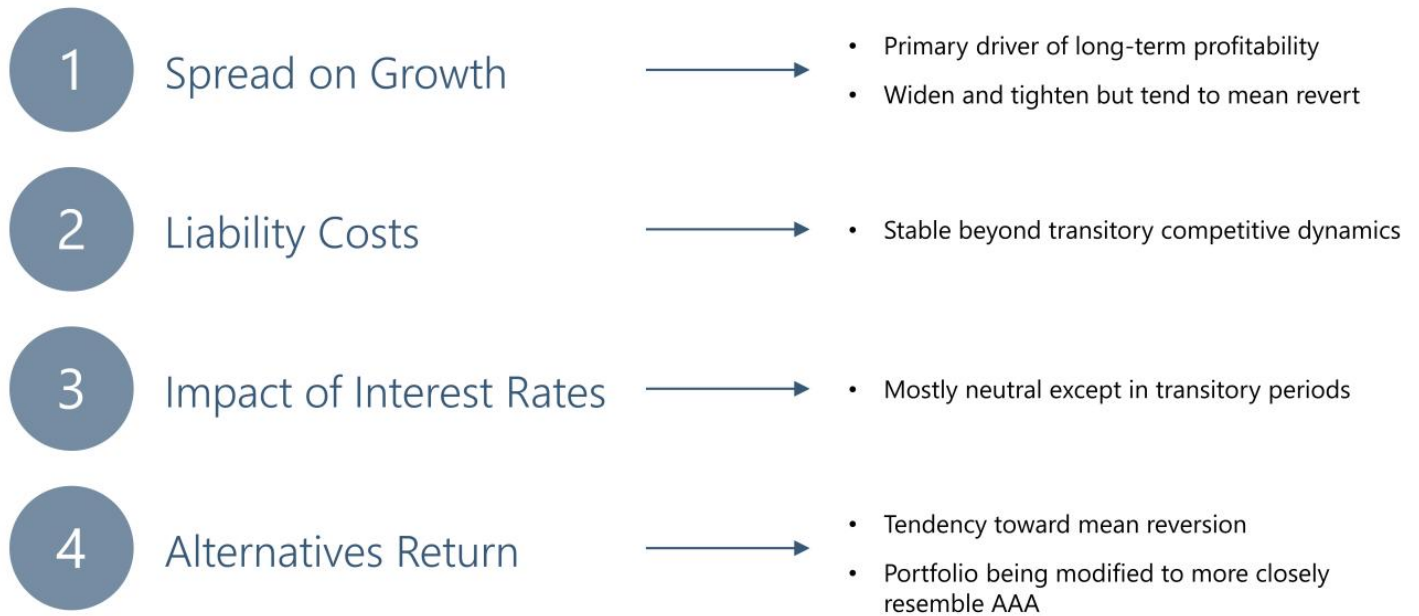 1
Spread on Growth
• Primary driver of long-term profitability
• Widen and tighten but tend to mean revert
2
Liability Costs
• Stable beyond transitory competitive dynamics
3
Impact of Interest Rates
• Mostly neutral except in transitory periods
4
Alternatives Return
• Tendency toward mean reversion
• Portfolio being modified to more closely
resemble AAA